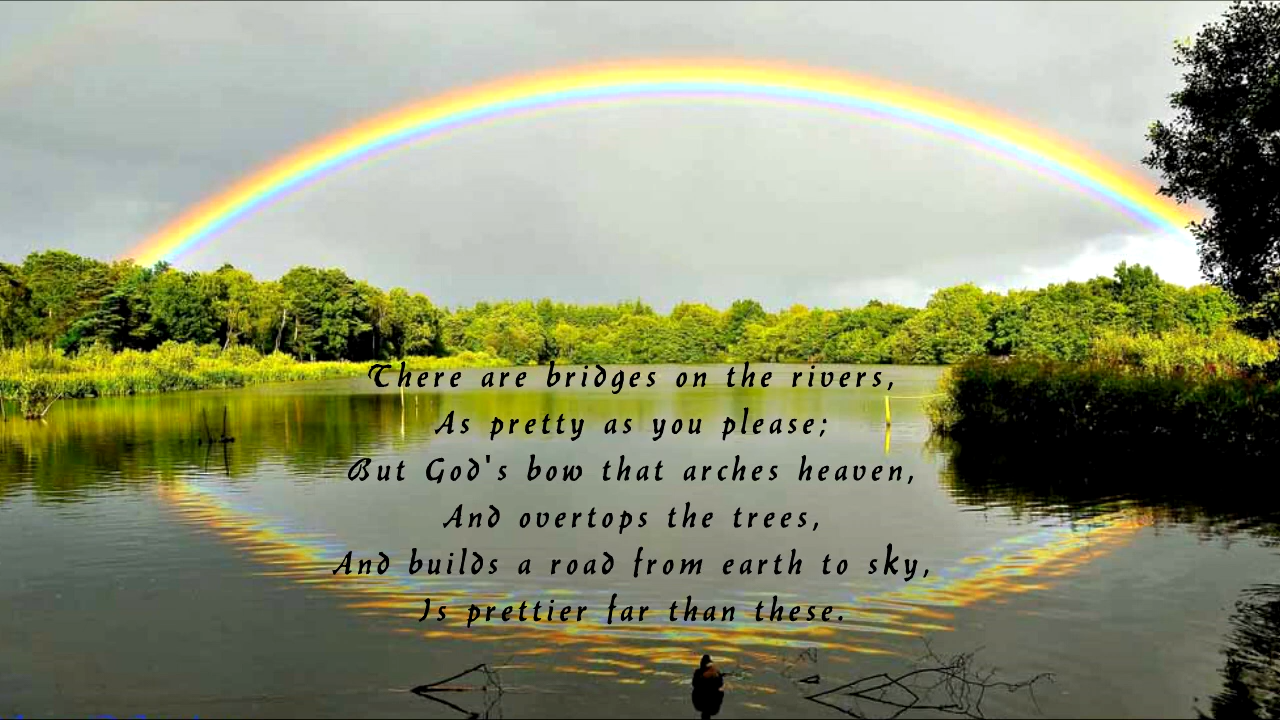 There are bridges on the rivers,
As pretty as you please;
But God's bow that arches heaven,
And overtops the trees,
And builds a road from earth to sky,
Is prettier far than these.